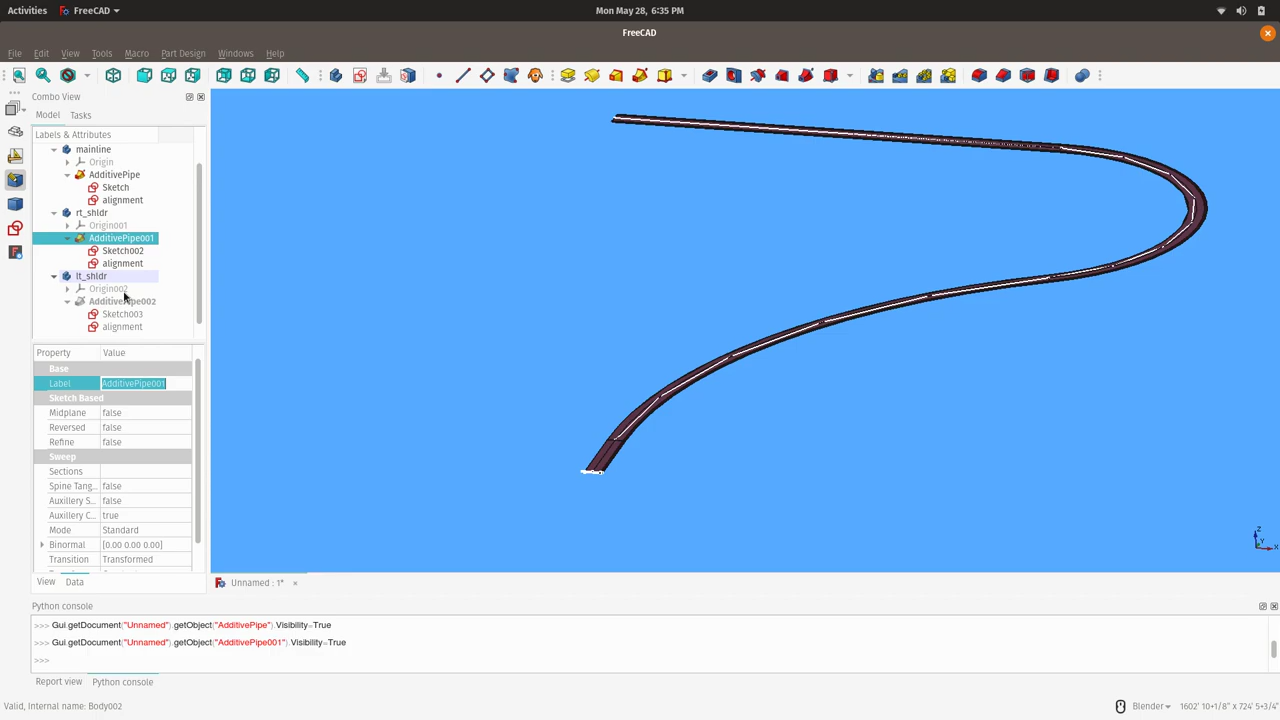 Activities FreeCAD Mon May 28, 6:35 PM
FreeCAD
File Edit View Tools Macro Part Design Windows Help
Combo View
Model Tasks
Labels & Attributes
mainline
Origin
AdditivePipe
Sketch
alignment
rt_shldr
Origin001
AdditivePipe001
Sketch002
alignment
lt_shldr
Origin002
AdditivePipe002
Sketch003
alignment
Property Value
Base
Label AdditivePipe001
Sketch Based
Midplane false
Reversed false
Refine false
Sweep
Sections
Spine Tang... false
Auxillary S... false
Auxillary C... true
Mode Standard
Binormal [0.00 0.00 0.00]
Transition Transformed
View Data
Unnamed : 1*
Z
Y
X
Python console
>>> Gui.getDocument("Unnamed").getObject("AdditivePipe").Visibility=True
>>> Gui.getDocument("Unnamed").getObject("AdditivePipe001").Visibility=True
>>>
Report view Python console
Valid, Internal name: Body002 Blender 1602' 10+1/8" x 724' 5+3/4"